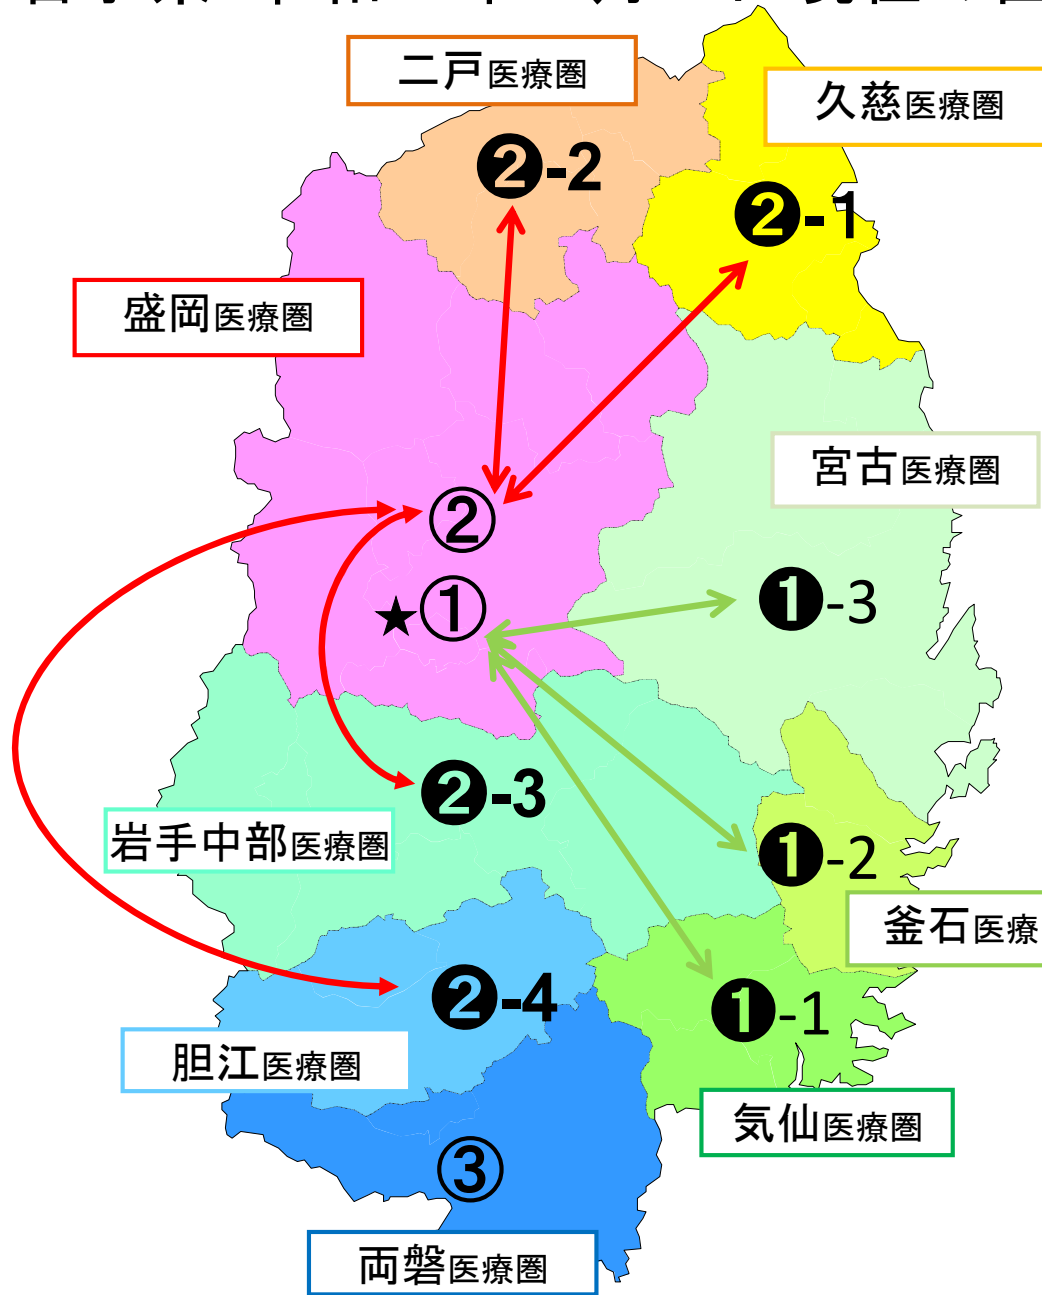 二戸医療圏
久慈医療圏
❷-2
❷-1
盛岡医療圏
宮古医療圏
②
★①
❶-3
❷-3
岩手中部医療圏
❶-2
釜石医療
❷-4
❶-1
胆江医療圏
気仙医療圏
③
両磐医療圏